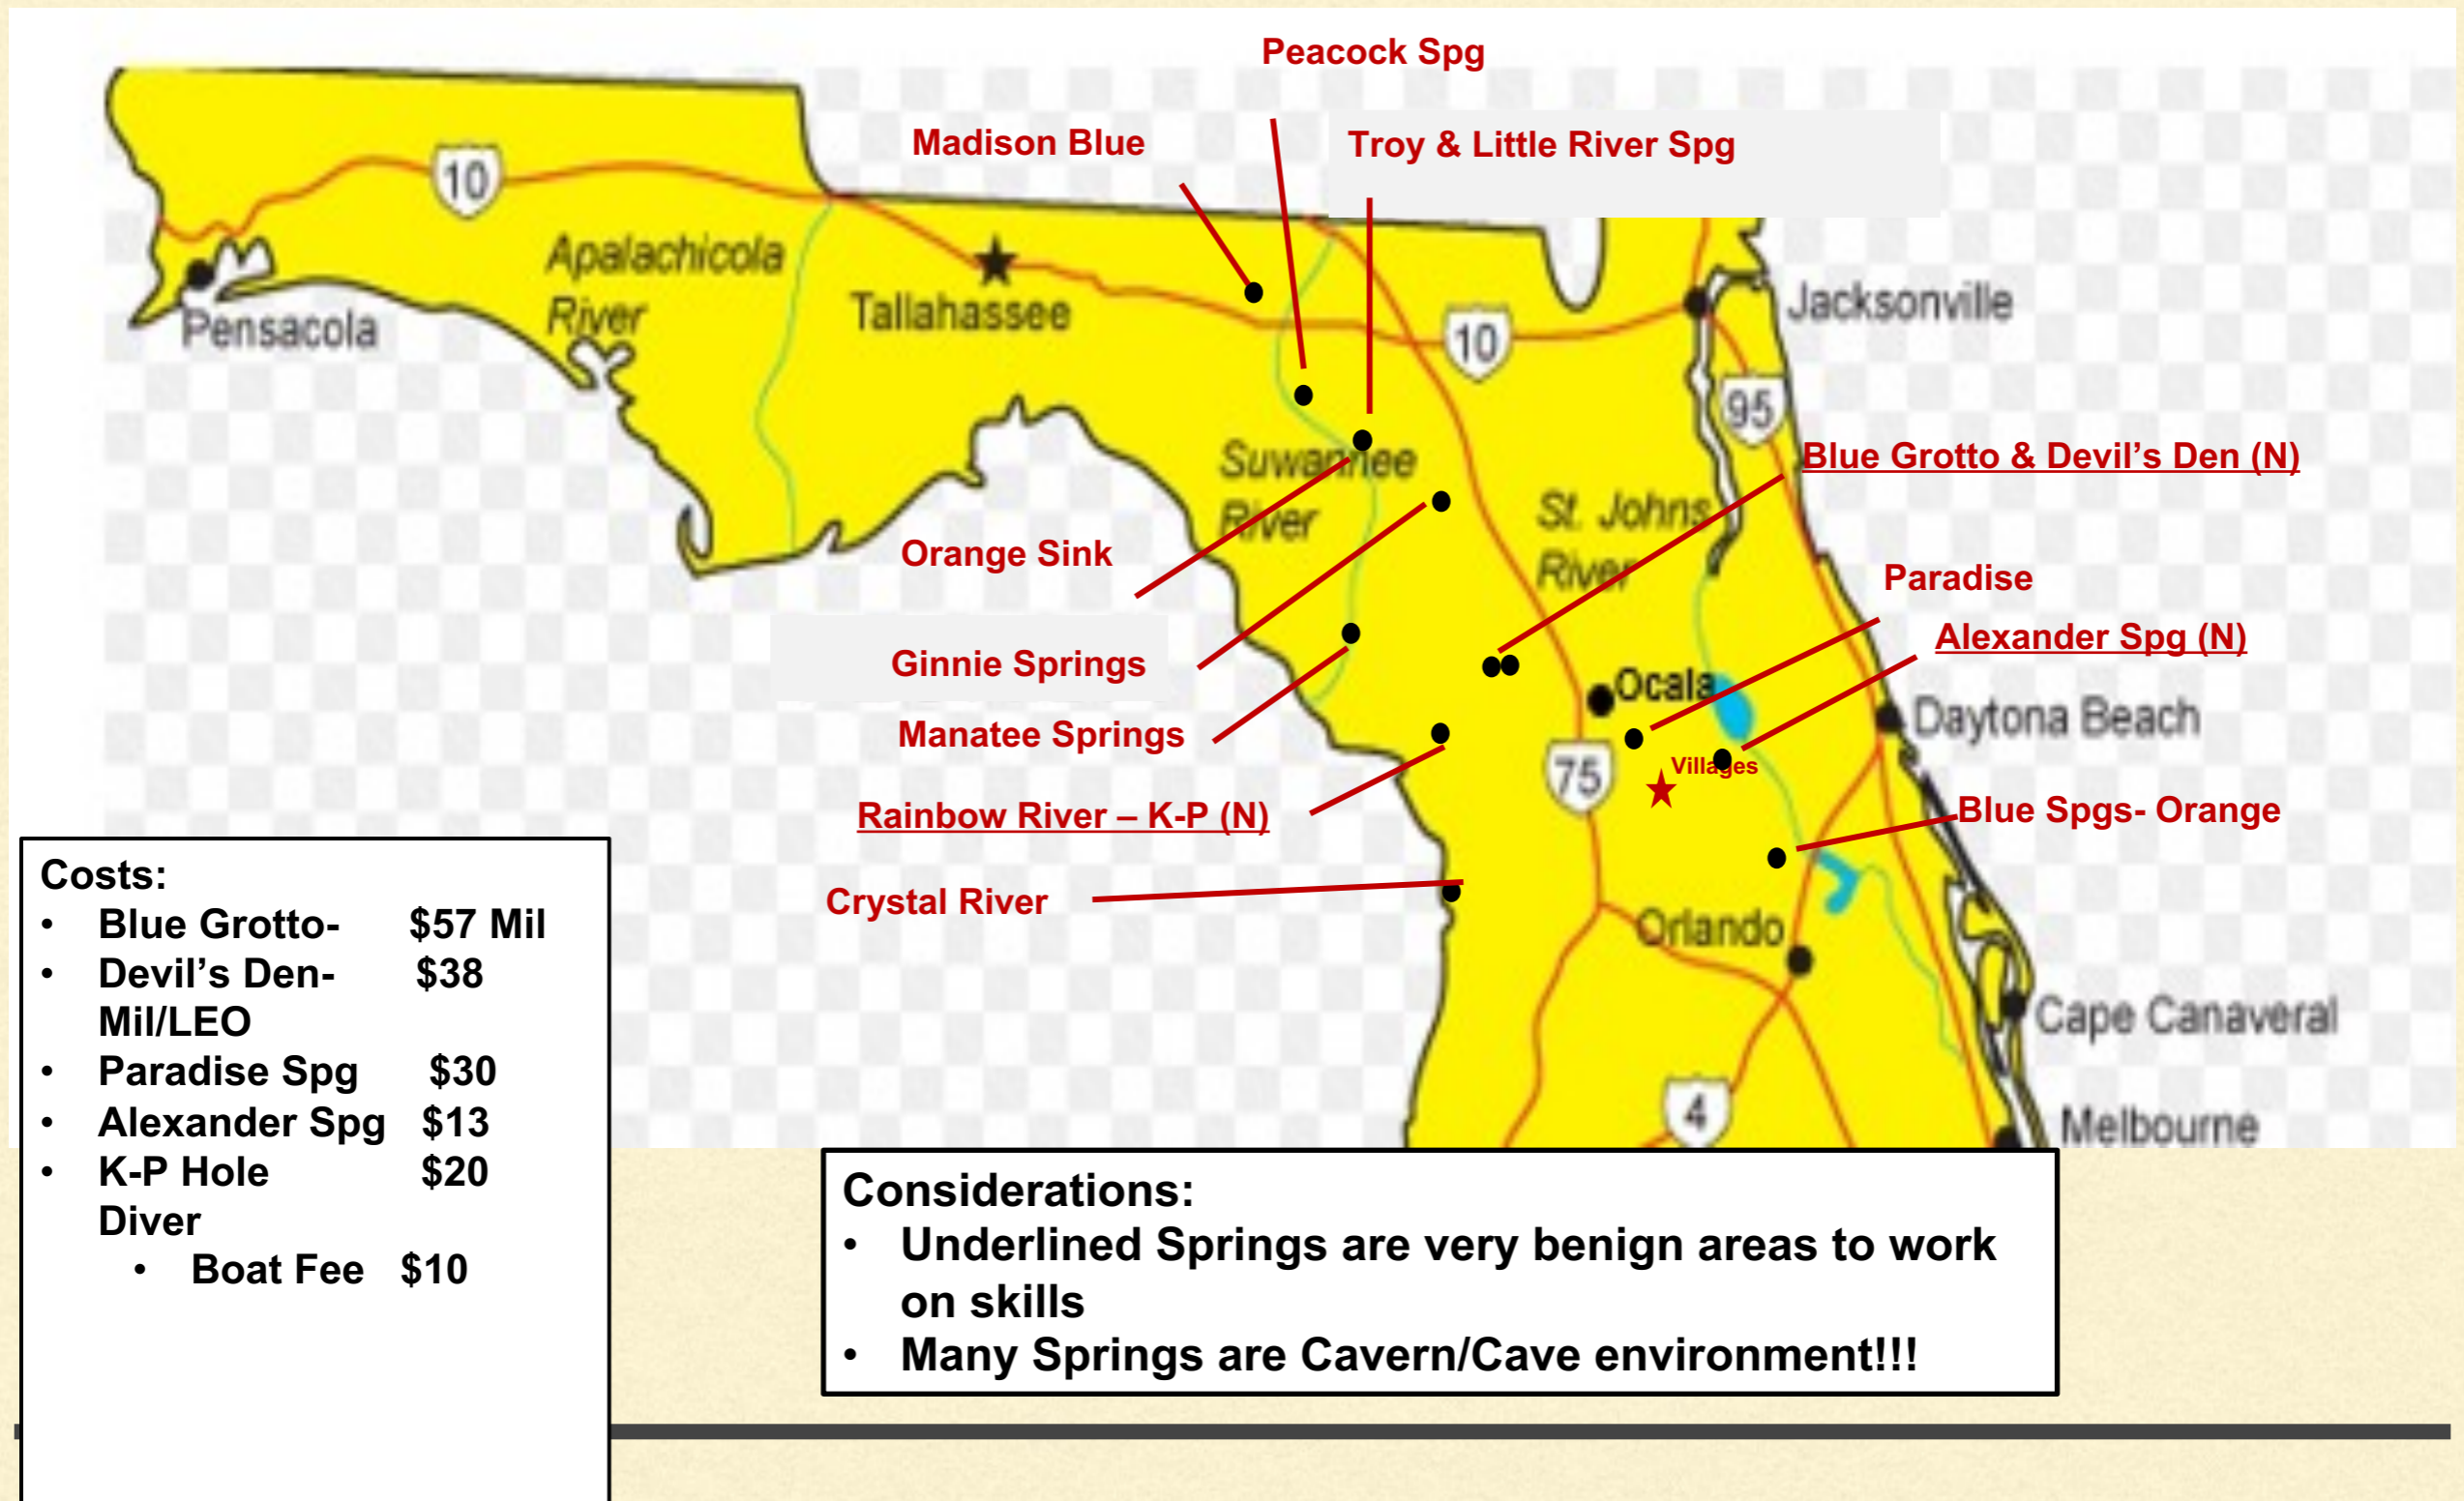 Peacock Spg
Madison Blue
Troy & Little River Spg
10
Apalachicola
River
Tallahassee
Pensacola
10
Jacksonville
95
Suwannee
River
St. Johns
River
Blue Grotto & Devil’s Den (N)
Orange Sink
Paradise
Alexander Spg (N)
Ginnie Springs
Ocala
Manatee Springs
Daytona Beach
75
Villages
Rainbow River – K-P (N)
Blue Spgs- Orange
Crystal River
Orlando
Cape Canaveral
4
Melbourne
Costs:
• Blue Grotto- $57 Mil
• Devil’s Den- $38
Mil/LEO
• Paradise Spg $30
• Alexander Spg $13
• K-P Hole $20
Diver
• Boat Fee $10
Considerations:
• Underlined Springs are very benign areas to work
on skills
• Many Springs are Cavern/Cave environment!!!